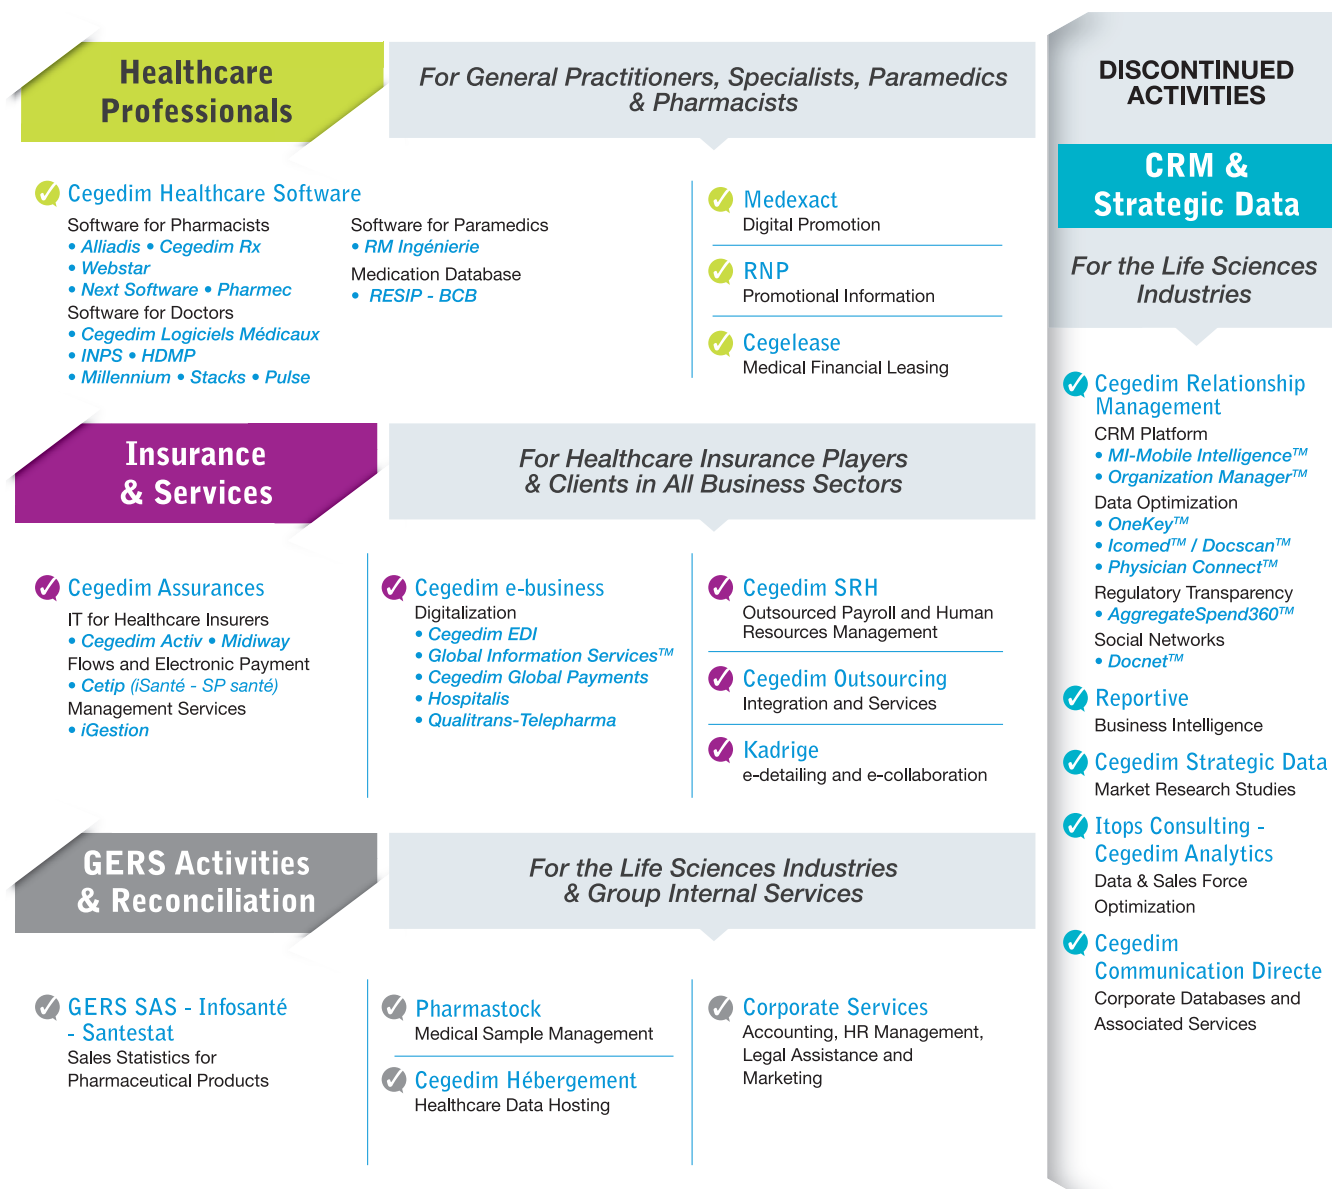 Healthcare
Professionals
For General Practitioners, Specialists, Paramedics
& Pharmacists
Cegedim Healthcare Software
Software for Pharmacists
• Alliadis • Cegedim Rx
• Webstar
• Next Software • Pharmec
Software for Doctors
• Cegedim Logiciels Médicaux
• INPS • HDMP
• Millennium • Stacks • Pulse
Software for Paramedics
• RM Ingénierie
Medication Database
• RESIP - BCB
Medexact
Digital Promotion
RNP
Promotional Information
Cegelease
Medical Financial Leasing
Insurance
& Services
For Healthcare Insurance Players
& Clients in All Business Sectors
Cegedim Assurances
IT for Healthcare Insurers
• Cegedim Activ • Midiway
Flows and Electronic Payment
• Cetip (iSanté - SP santé)
Management Services
• iGestion
Cegedim e-business
Digitalization
• Cegedim EDI
• Global Information Services™
• Cegedim Global Payments
• Hospitalis
• Qualitrans-Telepharma
Cegedim SRH
Outsourced Payroll and Human
Resources Management
Cegedim Outsourcing
Integration and Services
Kadrige
e-detailing and e-collaboration
GERS Activities
& Reconciliation
For the Life Sciences Industries
& Group Internal Services
GERS SAS - Infosanté
- Santestat
Sales Statistics for
Pharmaceutical Products
Pharmastock
Medical Sample Management
Cegedim Hébergement
Healthcare Data Hosting
Corporate Services
Accounting, HR Management,
Legal Assistance and
Marketing
DISCONTINUED
ACTIVITIES
CRM &
Strategic Data
For the Life Sciences
Industries
Cegedim Relationship
Management
CRM Platform
• MI-Mobile Intelligence™
• Organization Manager™
Data Optimization
• OneKey™
• Icomed™ / Docscan™
• Physician Connect™
Regulatory Transparency
• AggregateSpend360™
Social Networks
• Docnet™
Reportive
Business Intelligence
Cegedim Strategic Data
Market Research Studies
Itops Consulting -
Cegedim Analytics
Data & Sales Force
Optimization
Cegedim
Communication Directe
Corporate Databases and
Associated Services